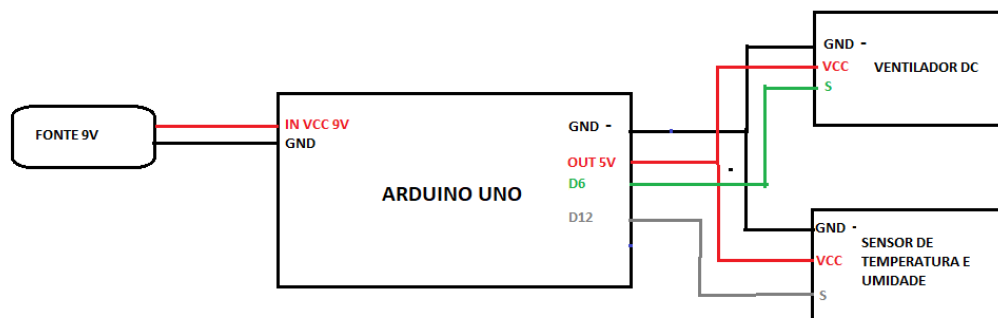 FONTE 9V
IN VCC 9V
GND
ARDUINO UNO
GND -
OUT 5V
D6
D12
GND -
VCC
S
VENTILADOR DC
GND -
VCC
S
SENSOR DE
TEMPERATURA E
UMIDADE